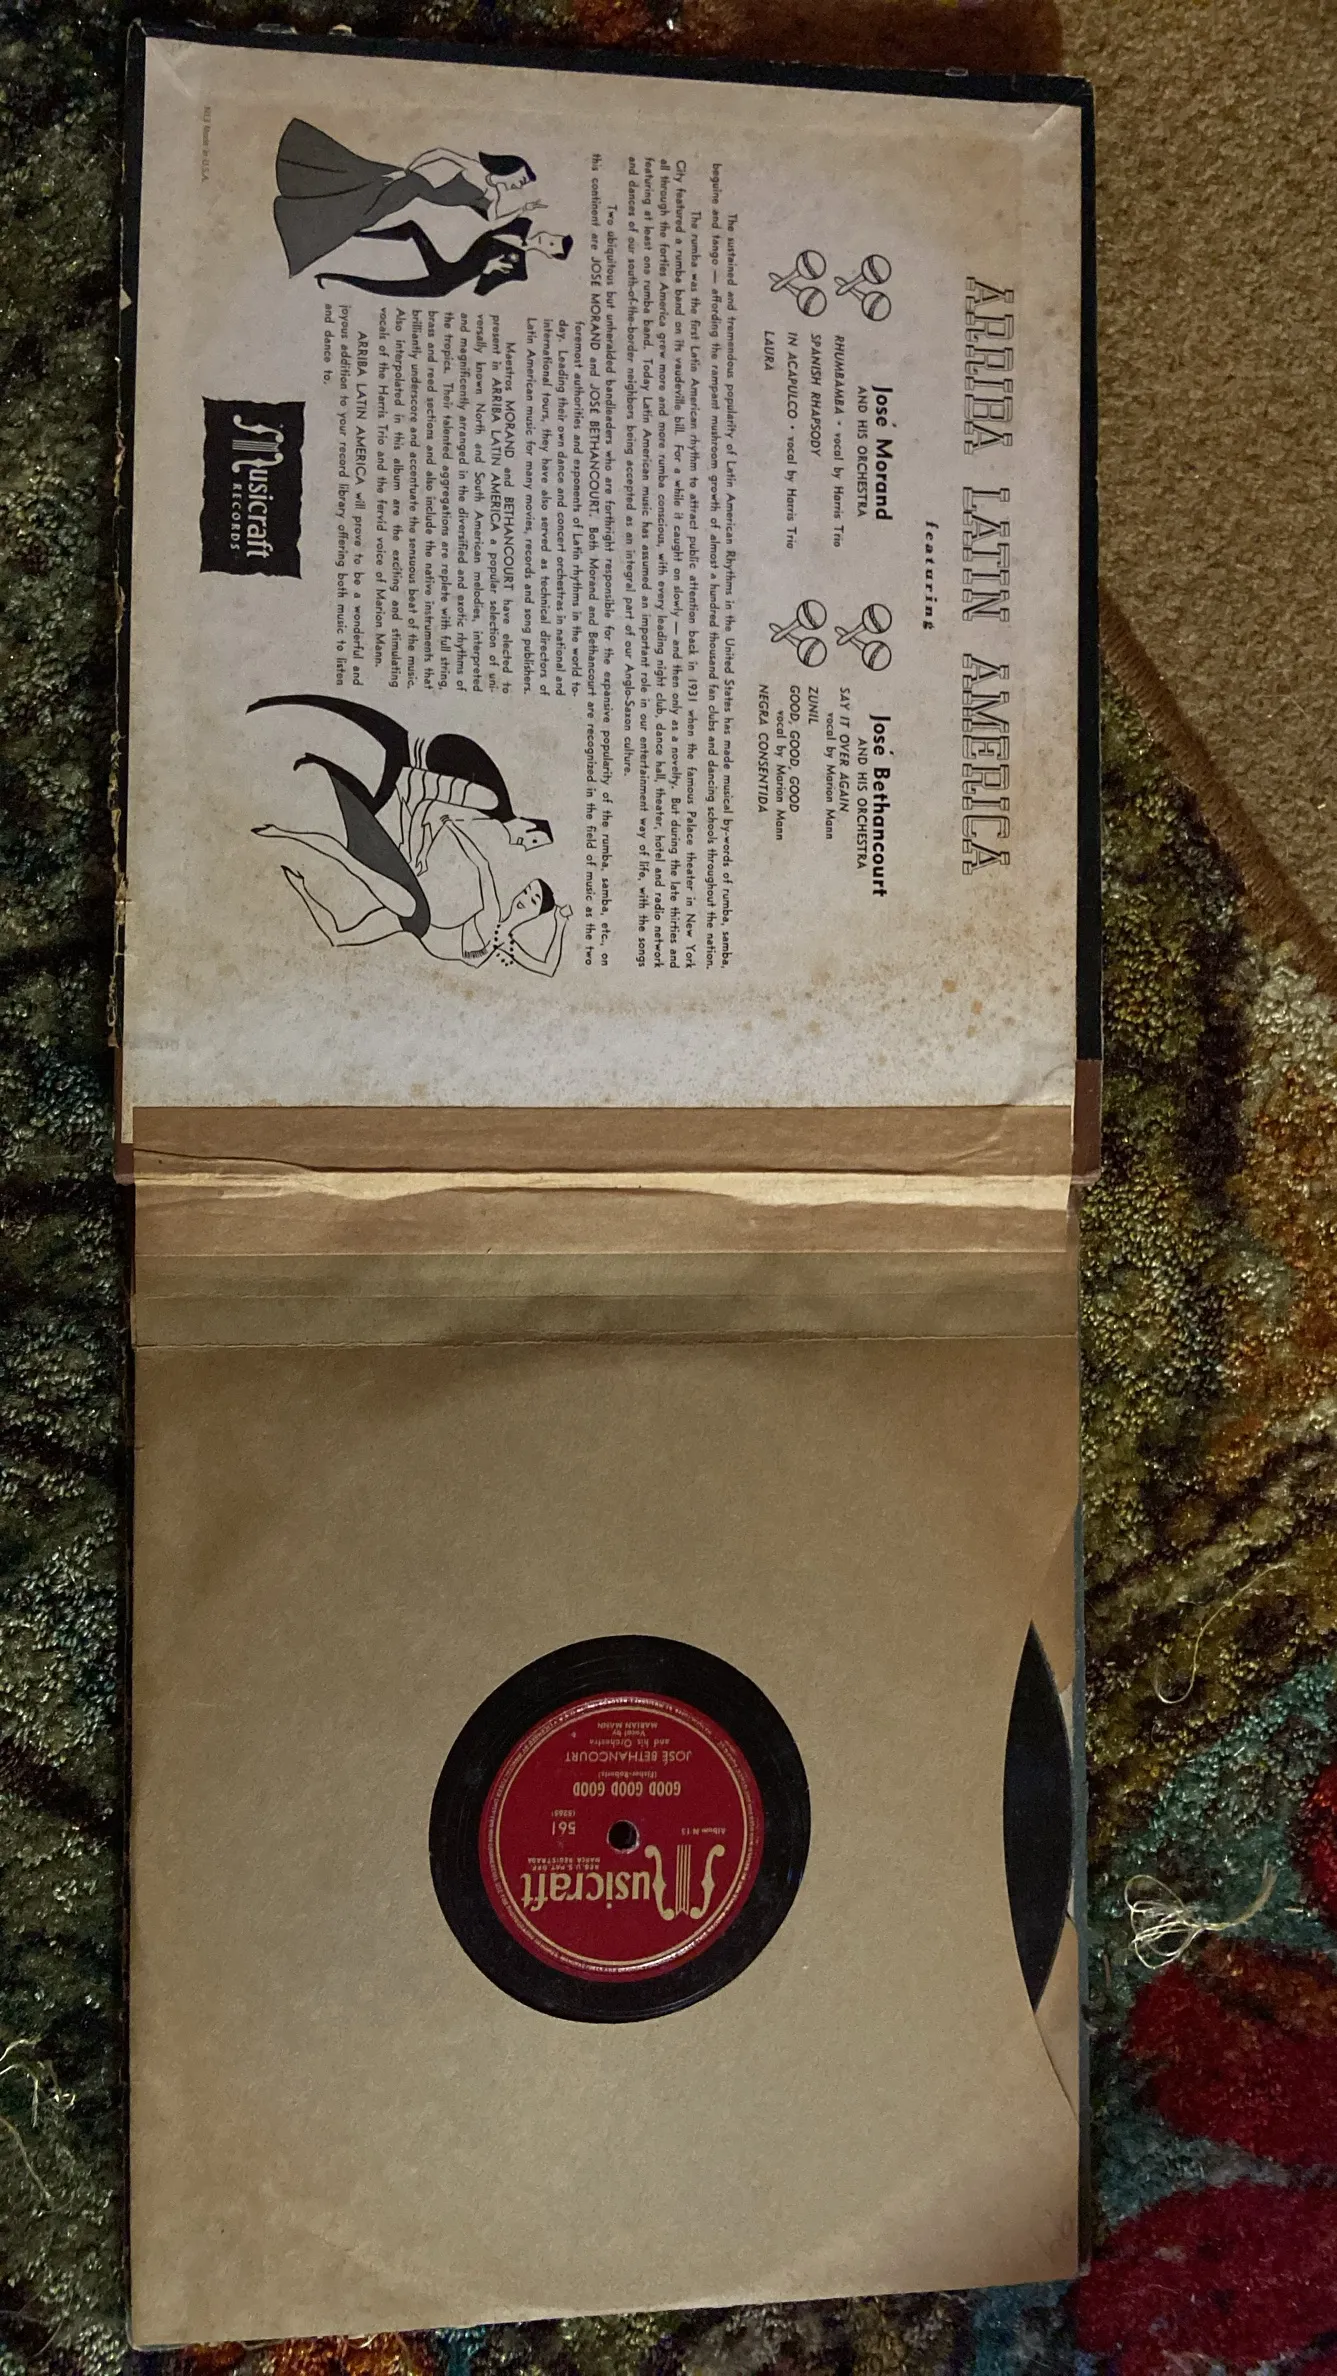 ARRIBA LATIN AMERICA
featuring
José Morand
AND HIS ORCHESTRA
RHUMBAMBA • vocal by Harris Trio
SPANISH RHAPSODY
IN ACAPULCO • vocal by Harris Trio
LAURA
José Bethancourt
AND HIS ORCHESTRA
SAY IT OVER AGAIN
vocal by Marion Mann
ZUNIL
GOOD, GOOD, GOOD
vocal by Marion Mann
NEGRA CONSENTIDA
The sustained and tremendous popularity of Latin American Rhythms in the United States has made musical by-words of rumba, samba,
beguine and tango — affording the rampant mushroom growth of almost a hundred thousand fan clubs and dancing schools throughout the nation.
The rumba was the first Latin American rhythm to attract public attention back in 1931 when the famous Palace theater in New York
City featured a rumba band on its vaudeville bill. For a while it caught on slowly — and then only as a novelty. But during the late thirties and
all through the forties America grew more and more rumba conscious, with every leading night club, dance hall, theater, hotel and radio network
featuring at least one rumba band. Today Latin American music has assumed an important role in our entertainment way of life, with the songs
and dances of our south-of-the-border neighbors being accepted as an integral part of our Anglo-Saxon culture.
Two ubiquitous but unheralded bandleaders who are forthright responsible for the expansive popularity of the rumba, samba, etc., on
this continent are JOSE MORAND and JOSE BETHANCOURT. Both Morand and Bethancourt are recognized in the field of music as the two
foremost authorities and exponents of Latin rhythms in the world to-
day. Leading their own dance and concert orchestras in national and
international tours, they have also served as technical directors of
Latin American music for many movies, records and song publishers.
Maestros MORAND and BETHANCOURT have elected to
present in ARRIBA LATIN AMERICA a popular selection of uni-
versally known North and South American melodies, interpreted
and magnificently arranged in the diversified and exotic rhythms of
the tropics. Their talented aggregations are replete with full string,
brass and reed sections and also include the native instruments that
brilliantly underscore and accentuate the sensuous beat of the music.
Also interpolated in this album are the exciting and stimulating
vocals of the Harris Trio and the fervid voice of Marion Mann.
ARRIBA LATIN AMERICA will prove to be a wonderful and
joyous addition to your record library offering both music to listen
and dance to.
Musicraft
RECORDS
N13 Made in U.S.A.
Musicraft
REG. U.S. PAT. OFF.
MARCA REGISTRADA
Album N-13
561
(5265)
GOOD GOOD GOOD
(Fisher-Roberts)
JOSÉ BETHANCOURT
and his Orchestra
Vocal by
MARIAN MANN